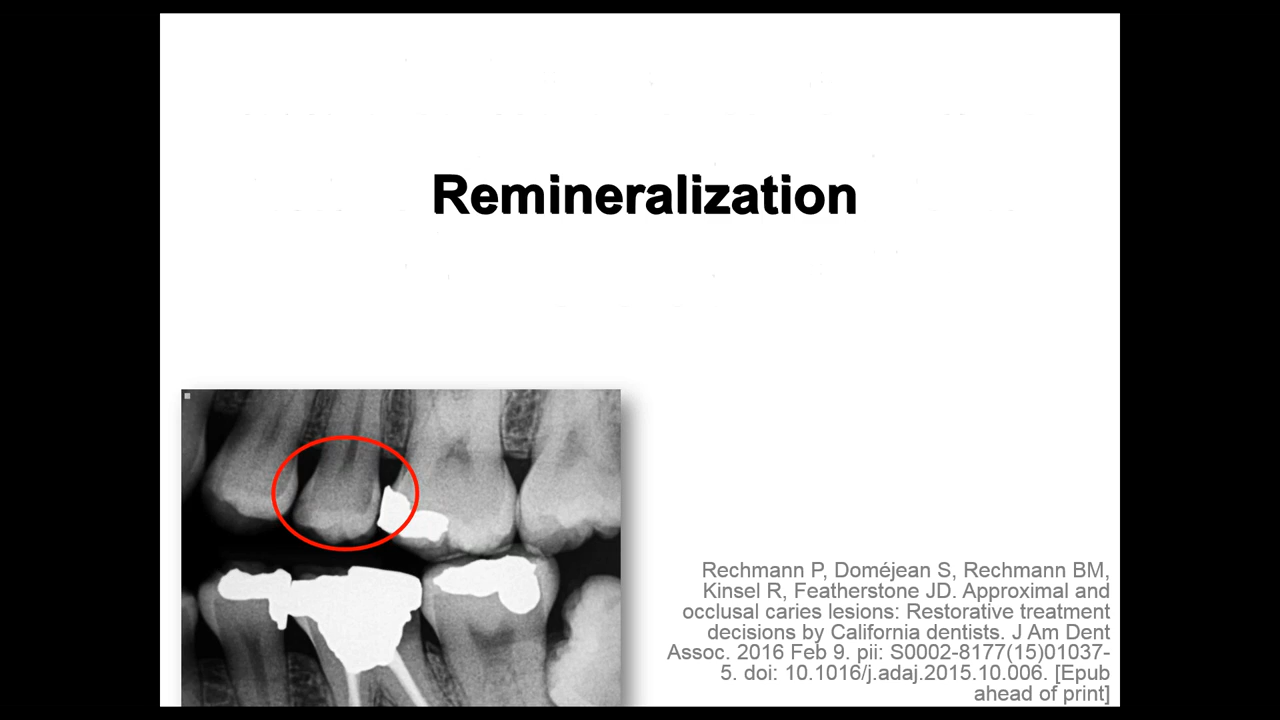 Remineralization
Rechmann P, Doméjean S, Rechmann BM,
Kinsel R, Featherstone JD. Approximal and
occlusal caries lesions: Restorative treatment
decisions by California dentists. J Am Dent
Assoc. 2016 Feb 9. pii: S0002-8177(15)01037-
5. doi: 10.1016/j.adaj.2015.10.006. [Epub
ahead of print]